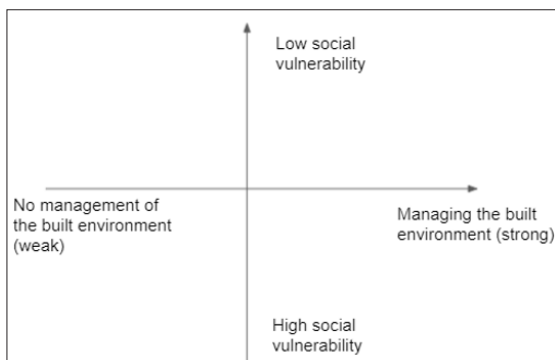 Low social
vulnerability
No management of
the built environment
(weak)
Managing the built
environment (strong)
High social
vulnerability